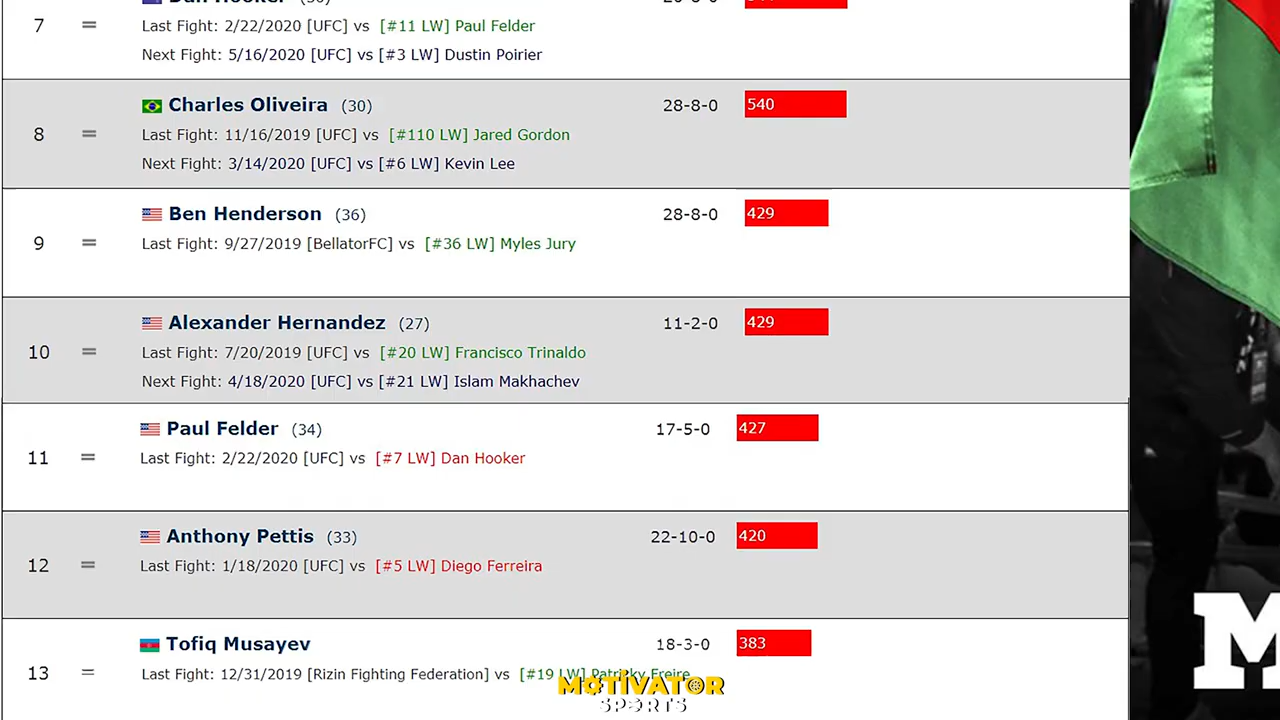 7 = Last Fight: 2/22/2020 [UFC] vs [#11 LW] Paul Felder
Next Fight: 5/16/2020 [UFC] vs [#3 LW] Dustin Poirier
Charles Oliveira (30) 28-8-0 540
8 = Last Fight: 11/16/2019 [UFC] vs [#110 LW] Jared Gordon
Next Fight: 3/14/2020 [UFC] vs [#6 LW] Kevin Lee
Ben Henderson (36) 28-8-0 429
9 = Last Fight: 9/27/2019 [BellatorFC] vs [#36 LW] Myles Jury
Alexander Hernandez (27) 11-2-0 429
10 = Last Fight: 7/20/2019 [UFC] vs [#20 LW] Francisco Trinaldo
Next Fight: 4/18/2020 [UFC] vs [#21 LW] Islam Makhachev
Paul Felder (34) 17-5-0 427
11 = Last Fight: 2/22/2020 [UFC] vs [#7 LW] Dan Hooker
Anthony Pettis (33) 22-10-0 420
12 = Last Fight: 1/18/2020 [UFC] vs [#5 LW] Diego Ferreira
Tofiq Musayev 18-3-0 383
13 = Last Fight: 12/31/2019 [Rizin Fighting Federation] vs [#19 LW] Patricky Freire
MOTIVATOR
SPORTS
M